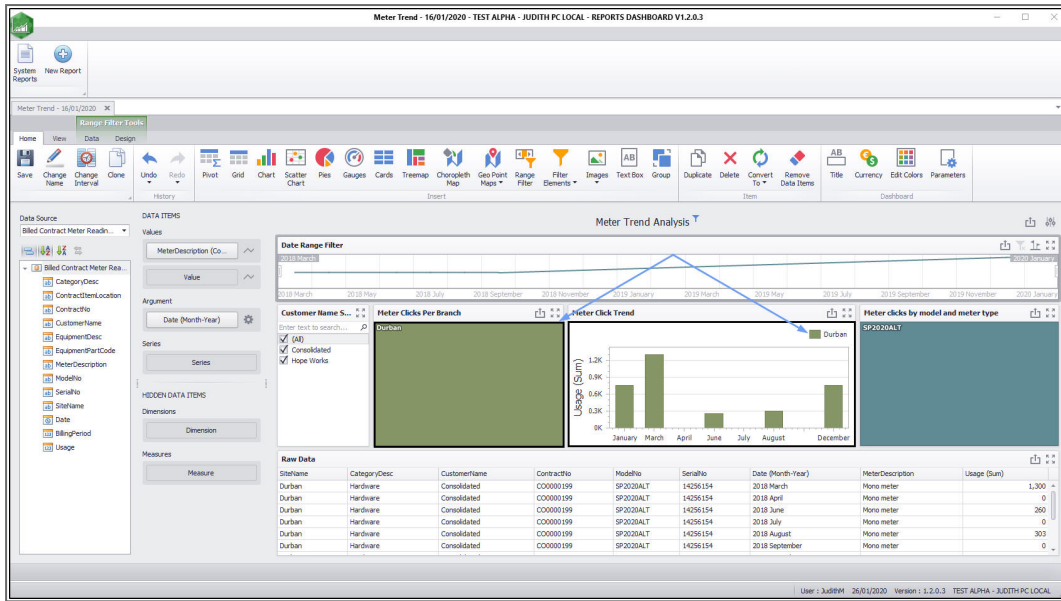 Meter Trend - 16/01/2020 - TEST ALPHA - JUDITH PC LOCAL - REPORTS DASHBOARD V1.2.0.3
System Reports
New Report
Meter Trend - 16/01/2020
Range Filter Tools
Home View Data Design
Save Change Name Change Interval Clone Undo Redo Pivot Grid Chart Scatter Chart Pies Gauges Cards Treemap Choropleth Map Geo Point Maps Range Filter Filter Elements Images Text Box Group Duplicate Delete Convert To Remove Data Items Title Currency Edit Colors Parameters
History Insert Item Dashboard
Data Source
Billed Contract Meter Readin...
Billed Contract Meter Rea...
CategoryDesc
ContractItemLocation
ContractNo
CustomerName
EquipmentDesc
EquipmentPartCode
MeterDescription
ModelNo
SerialNo
SiteName
Date
BillingPeriod
Usage
DATA ITEMS
Values
MeterDescription (Co...
Value
Argument
Date (Month-Year)
Series
Series
HIDDEN DATA ITEMS
Dimensions
Dimension
Measures
Measure
Meter Trend Analysis
Date Range Filter
2018 March 2020 January
2018 March 2018 May 2018 July 2018 September 2018 November 2019 January 2019 March 2019 May 2019 July 2019 September 2019 November 2020 January
Customer Name S...
Enter text to search...
(All)
Consolidated
Hope Works
Meter Clicks Per Branch
Durban
Meter Click Trend
Durban
Usage (Sum)
1.2K
0.9K
0.6K
0.3K
0K
January March April June July August December
Meter clicks by model and meter type
SP2020ALT
Raw Data
SiteName CategoryDesc CustomerName ContractNo ModelNo SerialNo Date (Month-Year) MeterDescription Usage (Sum)
Durban Hardware Consolidated CO0000199 SP2020ALT 14256154 2018 March Mono meter 1,300
Durban Hardware Consolidated CO0000199 SP2020ALT 14256154 2018 April Mono meter 0
Durban Hardware Consolidated CO0000199 SP2020ALT 14256154 2018 June Mono meter 260
Durban Hardware Consolidated CO0000199 SP2020ALT 14256154 2018 July Mono meter 0
Durban Hardware Consolidated CO0000199 SP2020ALT 14256154 2018 August Mono meter 303
Durban Hardware Consolidated CO0000199 SP2020ALT 14256154 2018 September Mono meter 0
User : JudithM 26/01/2020 Version : 1.2.0.3 TEST ALPHA - JUDITH PC LOCAL